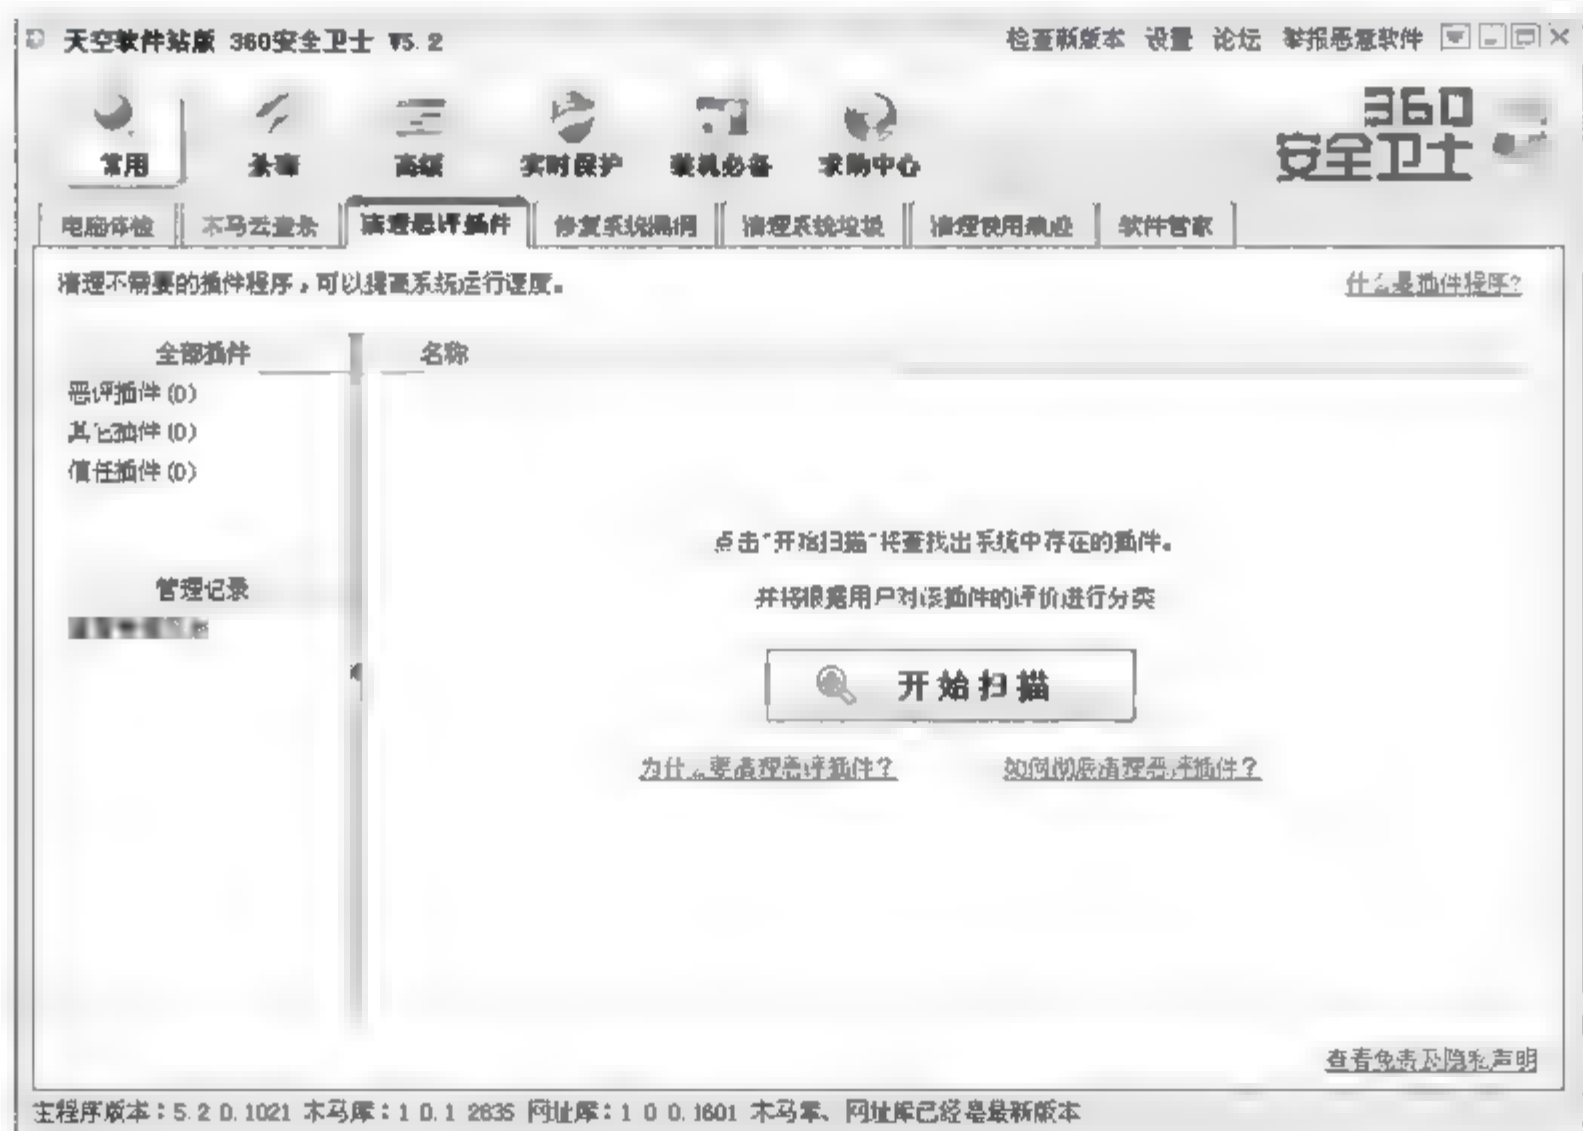 天空软件站版 360安全卫士 V5.2
检查新版本 设置 论坛 举报恶意软件
360
安全卫士
常用 杀毒 高级 实时保护 装机必备 求助中心
电脑体检 木马云查杀 清理恶评插件 修复系统漏洞 清理系统垃圾 清理使用痕迹 软件管家
清理不需要的插件程序，可以提高系统运行速度。
什么是插件程序?
全部插件 名称
恶评插件(0)
其它插件(0)
信任插件(0)
点击"开始扫描"将查找出系统中存在的插件。
并将根据用户对该插件的评价进行分类
管理记录
开始扫描
为什么要清理恶评插件？ 如何彻底清理恶评插件？
查看免责及隐私声明
主程序版本：5.2.0.1021 木马库：1.0.1.2835 网址库：1.0.0.1601 木马库、网址库已经是最新版本